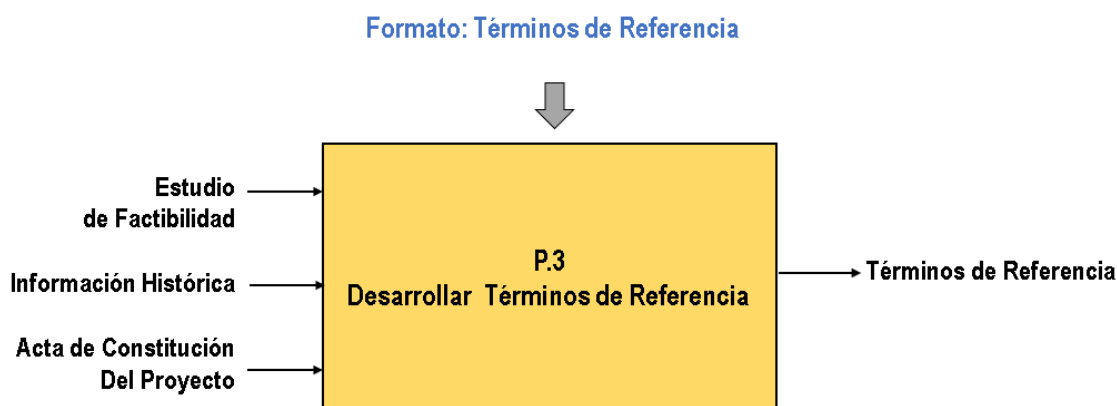 Formato: Términos de Referencia
Estudio
de Factibilidad
Información Histórica
Acta de Constitución
Del Proyecto
P.3
Desarrollar Términos de Referencia
Términos de Referencia